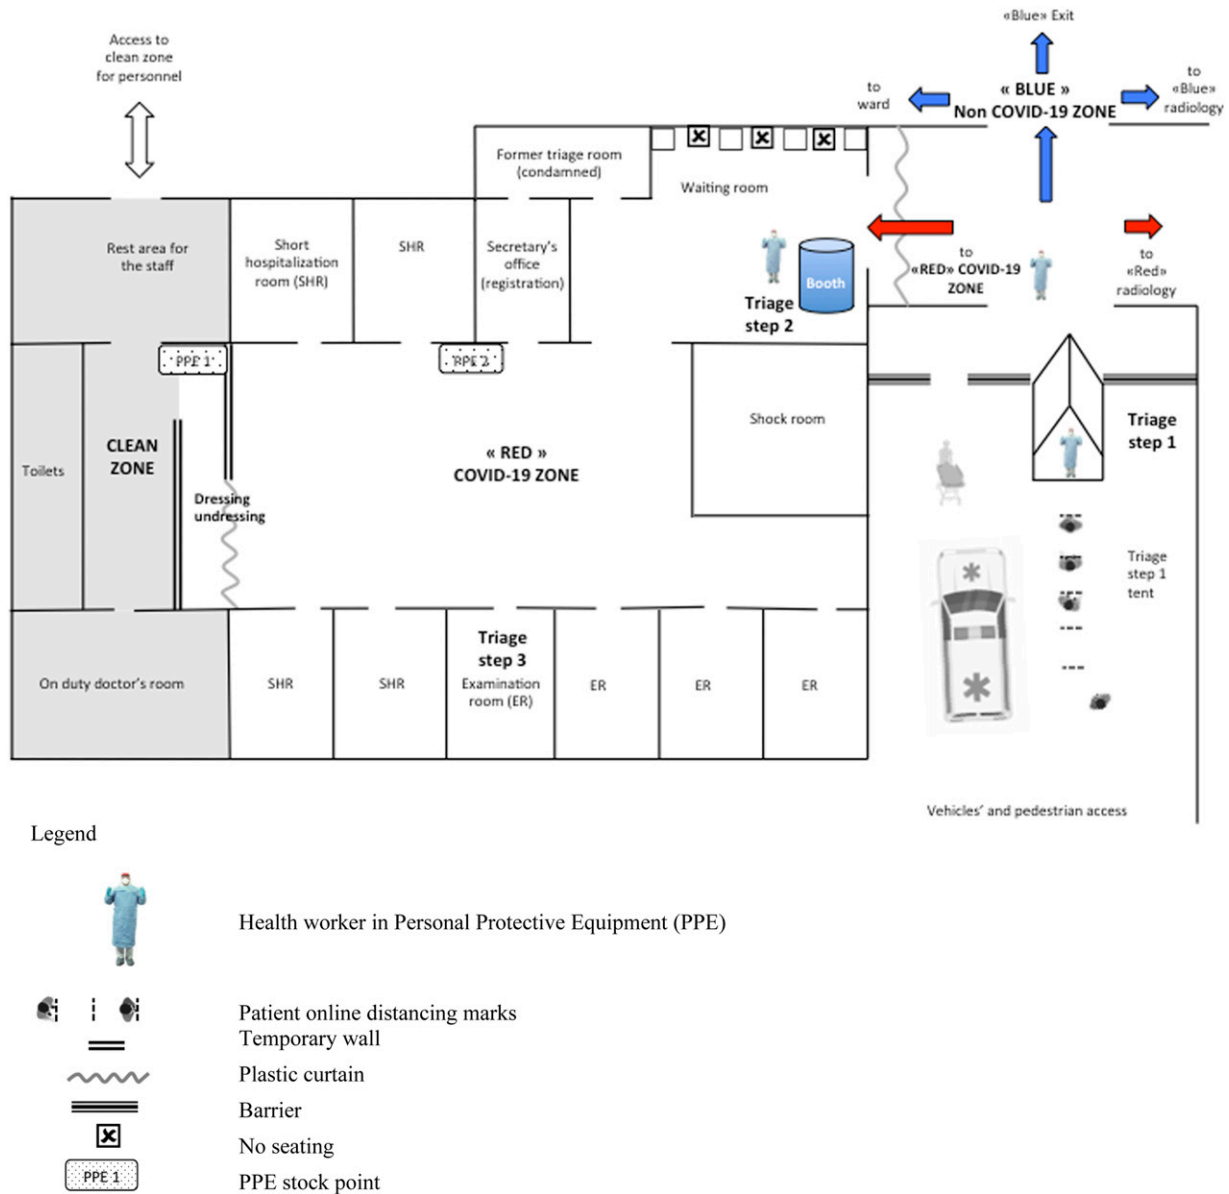 «Blue» Exit
Access to
clean zone
for personnel
to
ward
« BLUE »
Non COVID-19 ZONE
to
«Blue»
radiology
Former triage room
(condamned)
Waiting room
Rest area for
the staff
Short
hospitalization
room (SHR)
SHR
Secretary's
office
(registration)
Booth
Triage
step 2
to
«RED» COVID-19
ZONE
to
«Red»
radiology
PPE 1
PPE 2
Toilets
CLEAN
ZONE
Dressing
undressing
« RED »
COVID-19 ZONE
Shock room
Triage
step 1
Triage
step 1
tent
On duty doctor's room
SHR
SHR
Triage
step 3
Examination
room (ER)
ER
ER
ER
Vehicles' and pedestrian access
Legend
Health worker in Personal Protective Equipment (PPE)
Patient online distancing marks
Temporary wall
Plastic curtain
Barrier
No seating
PPE 1
PPE stock point